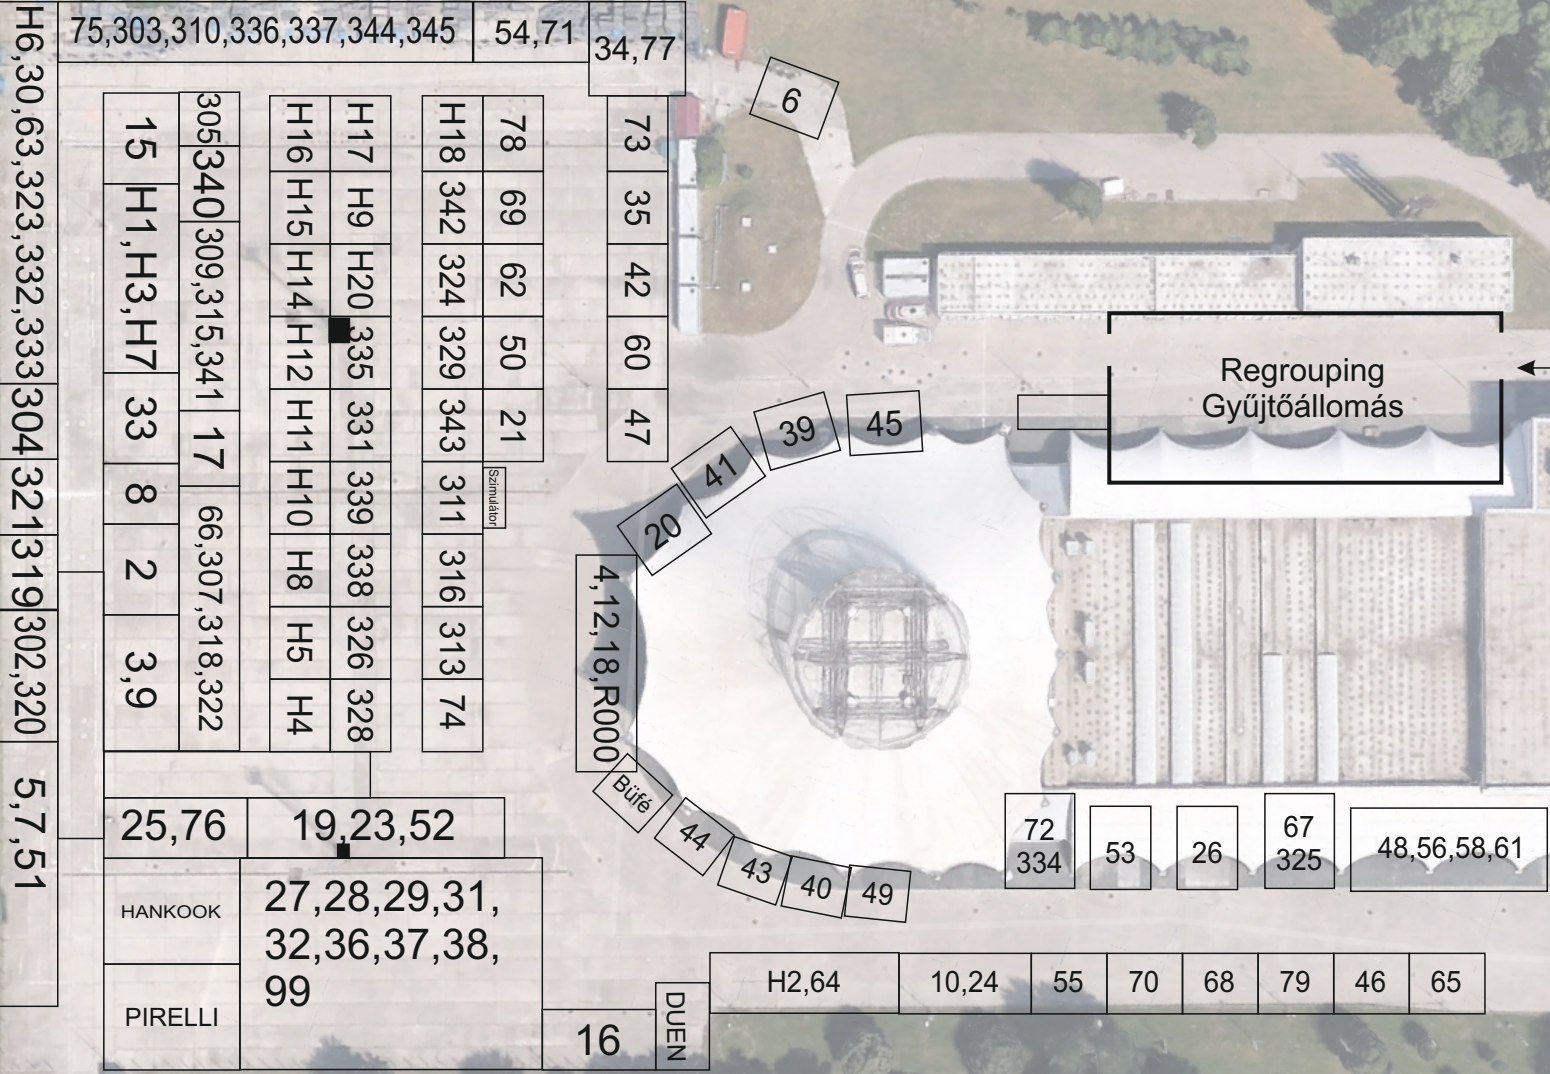 H6,30,63,323,332,333
304
321
319
302,320
5,7,51
75,303,310,336,337,344,345
54,71
34,77
6
15
H1,H3,H7
33
8
2
3,9
305
340
309,315,341
17
66,307,318,322
H16
H15
H14
H12
H11
H10
H8
H5
H4
H17
H9
H20
335
331
339
338
326
328
H18
342
324
329
343
311
316
313
74
78
69
62
50
21
Szimulátor
73
35
42
60
47
20
41
39
45
Regrouping
Gyűjtőállomás
4,12,18,R000
Büfé
44
43
40
49
72
334
53
26
67
325
48,56,58,61
25,76
19,23,52
HANKOOK
PIRELLI
27,28,29,31,
32,36,37,38,
99
16
DUEN
H2,64
10,24
55
70
68
79
46
65